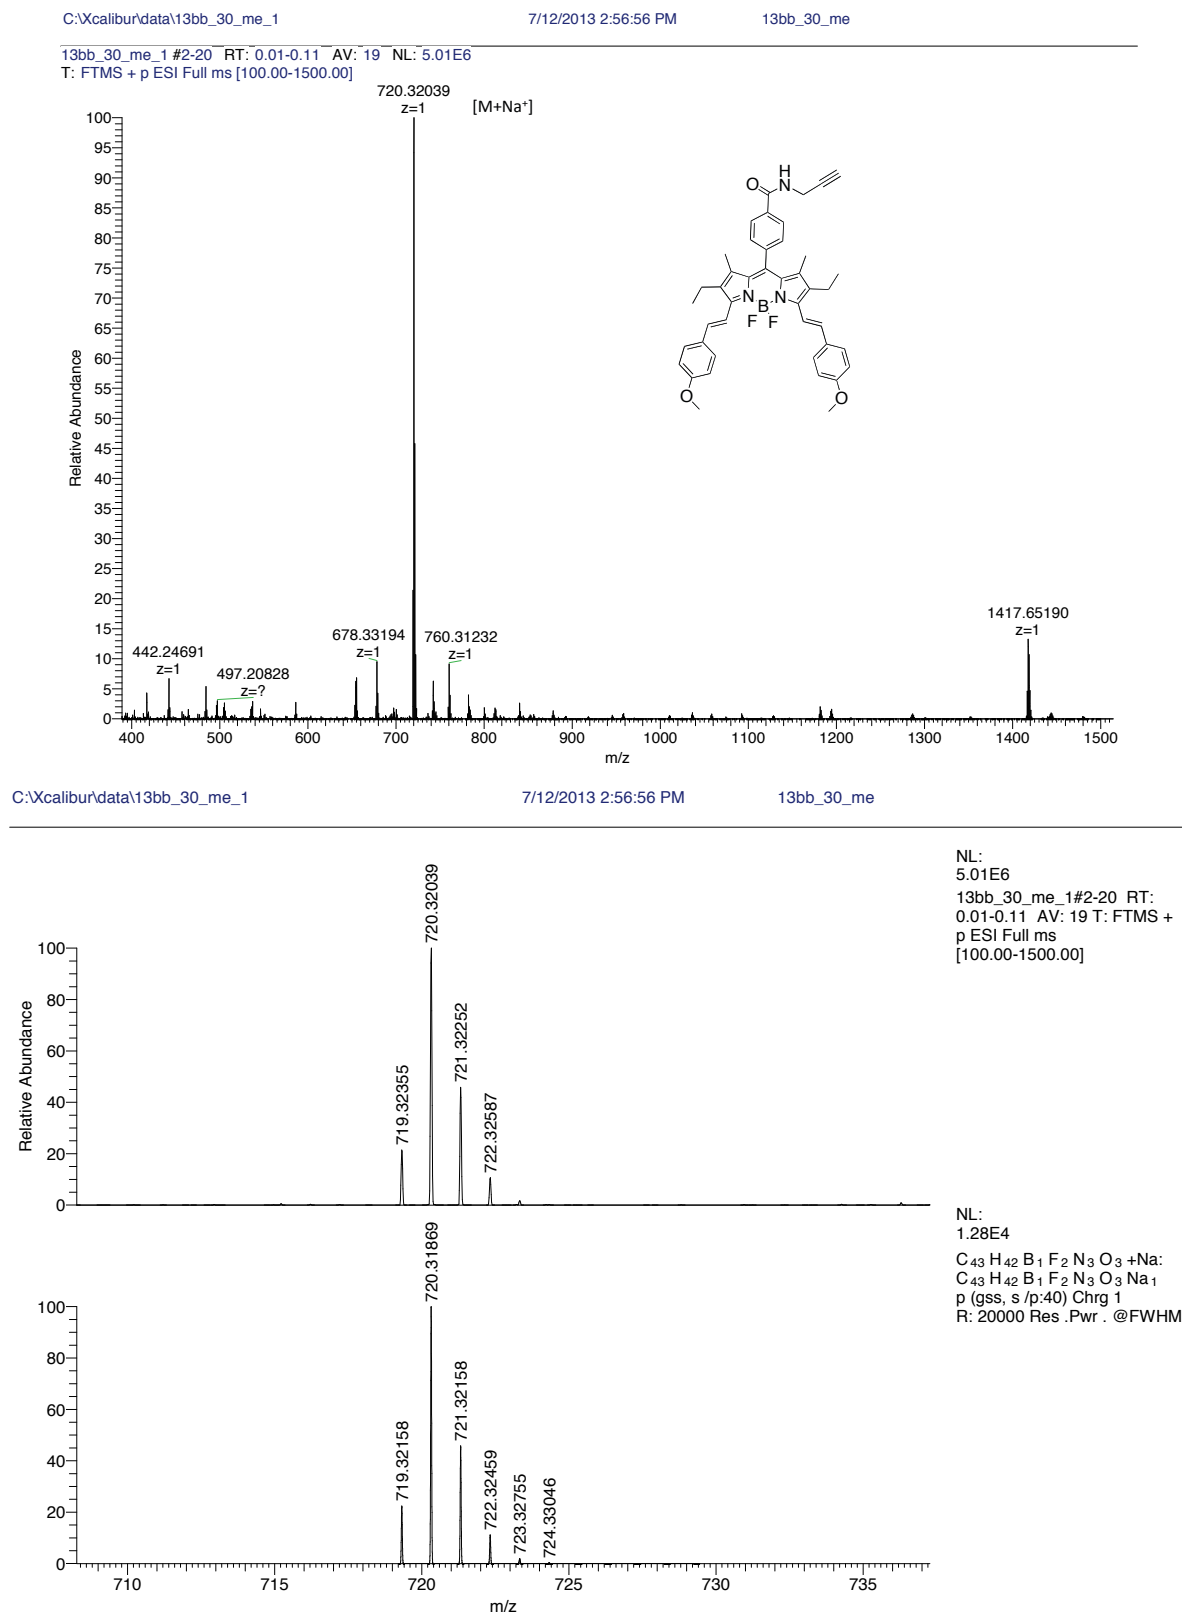 C:\Xcalibur\data\13bb_30_me_1 7/12/2013 2:56:56 PM 13bb_30_me
13bb_30_me_1 #2-20 RT: 0.01-0.11 AV: 19 NL: 5.01E6
T: FTMS + p ESI Full ms [100.00-1500.00]
720.32039
z=1
[M+Na⁺]
100
95
90
85
80
75
70
65
60
55
50
45
40
35
30
25
20
15
10
5
0
Relative Abundance
O
H
N
N
N
B
F
F
O
O
442.24691
z=1
497.20828
z=?
678.33194
z=1
760.31232
z=1
1417.65190
z=1
400 500 600 700 800 900 1000 1100 1200 1300 1400 1500
m/z
C:\Xcalibur\data\13bb_30_me_1 7/12/2013 2:56:56 PM 13bb_30_me
NL:
5.01E6
13bb_30_me_1#2-20 RT:
0.01-0.11 AV: 19 T: FTMS +
p ESI Full ms
[100.00-1500.00]
100
80
60
40
20
0
Relative Abundance
719.32355
720.32039
721.32252
722.32587
NL:
1.28E4
C₄₃ H₄₂ B₁ F₂ N₃ O₃ +Na:
C₄₃ H₄₂ B₁ F₂ N₃ O₃ Na₁
p (gss, s /p:40) Chrg 1
R: 20000 Res .Pwr . @FWHM
100
80
60
40
20
0
719.32158
720.31869
721.32158
722.32459
723.32755
724.33046
710 715 720 725 730 735
m/z